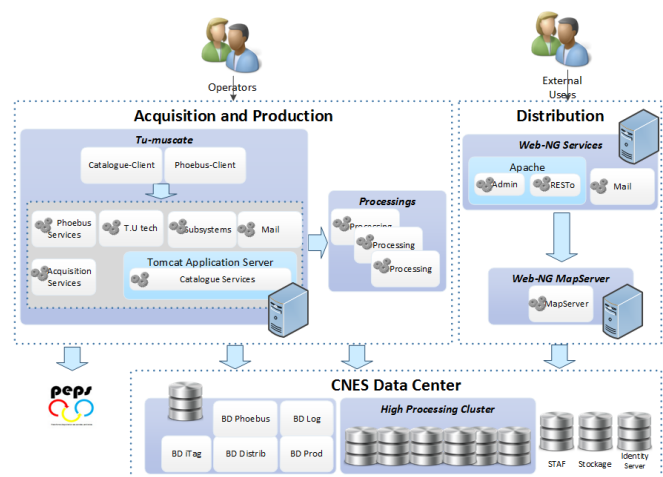 Operators
External
Users
Acquisition and Production
Distribution
Tu-muscate
Catalogue-Client
Phoebus-Client
Phoebus
Services
T.U tech
Subsystems
Mail
Acquisition
Services
Tomcat Application Server
Catalogue Services
Processings
Processing
Processing
Processing
Web-NG Services
Apache
Admin
RESTo
Mail
Web-NG MapServer
MapServer
peps
CNES Data Center
BD Phoebus
BD Log
BD iTag
BD Distrib
BD Prod
High Processing Cluster
STAF
Stockage
Identity
Server